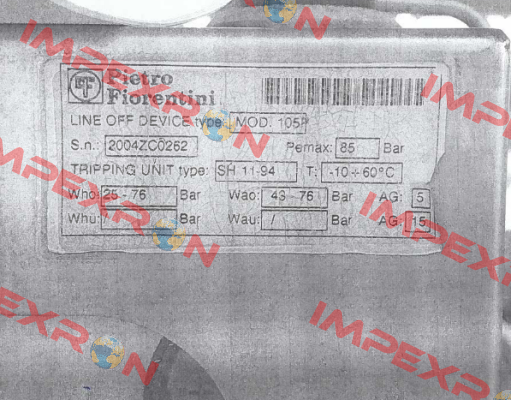 Pietro
Fiorentini
LINE OFF DEVICE type: MOD. 105P
S.n.: 2004ZC0262 Pemax: 85 Bar
TRIPPING UNIT type: SH 11-94 T: -10÷60°C
Who: 25 - 76 Bar Wao: 43 - 76 Bar AG: 5
Whu: / Bar Wau: / Bar AG: 15
IMPEXRON
IMPEXRON
IMPEXRON
IMPEXRON
IMPEXRON
IMPEXRON
IMPEXRON